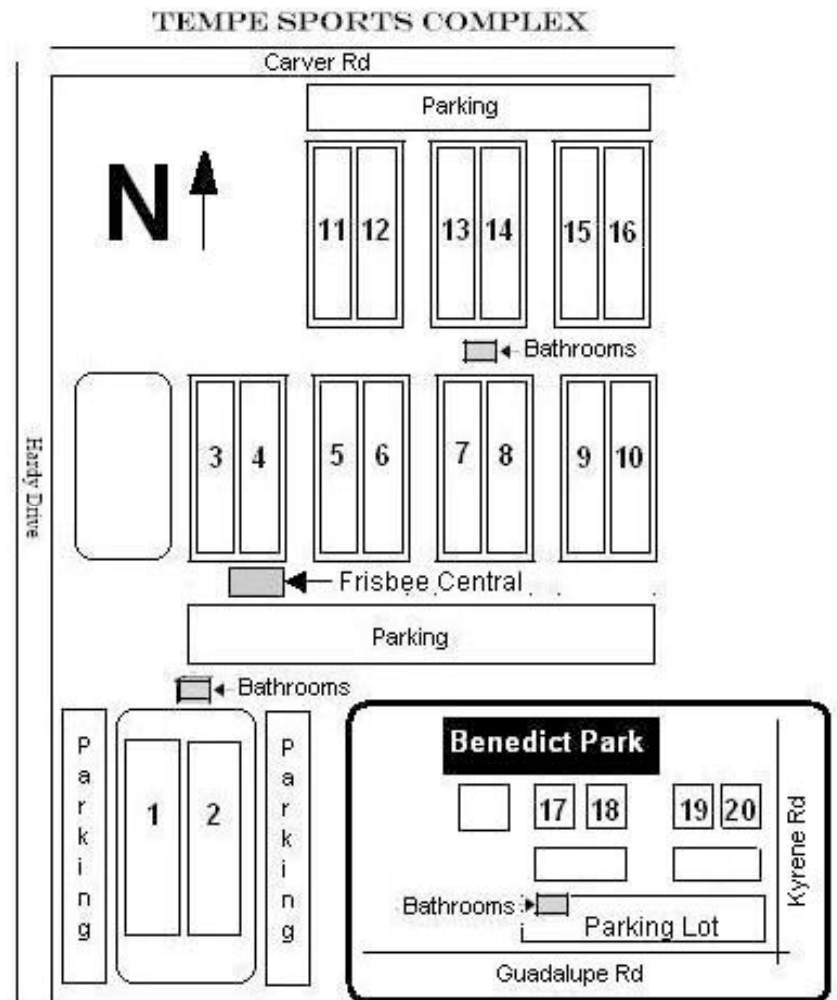 TEMPE SPORTS COMPLEX
Carver Rd
Parking
N
11 12 13 14 15 16
Bathrooms
Hardy Drive
3 4 5 6 7 8 9 10
Frisbee Central
Parking
Bathrooms
Parking
1 2
Parking
Benedict Park
17 18 19 20
Kyrene Rd
Bathrooms
Parking Lot
Guadalupe Rd